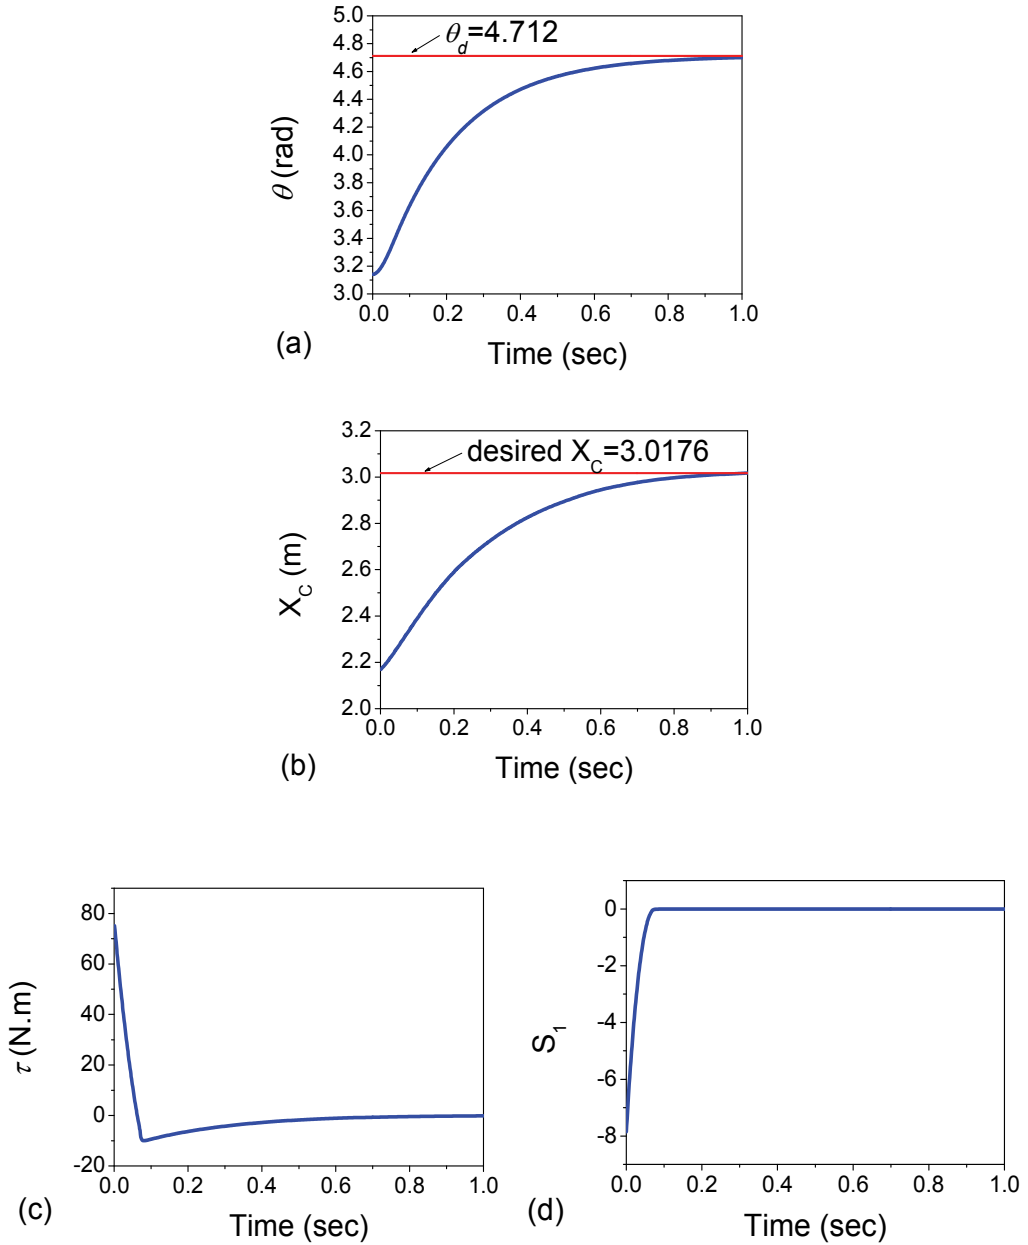 5.0
4.8
4.6
4.4
4.2
4.0
3.8
3.6
3.4
3.2
3.0
θd=4.712
θ (rad)
0.0 0.2 0.4 0.6 0.8 1.0
Time (sec)
(a)
3.2
3.0
2.8
2.6
2.4
2.2
2.0
desired XC=3.0176
XC (m)
0.0 0.2 0.4 0.6 0.8 1.0
Time (sec)
(b)
80
60
40
20
0
-20
τ (N.m)
0.0 0.2 0.4 0.6 0.8 1.0
Time (sec)
(c)
0
-2
-4
-6
-8
S1
0.0 0.2 0.4 0.6 0.8 1.0
Time (sec)
(d)